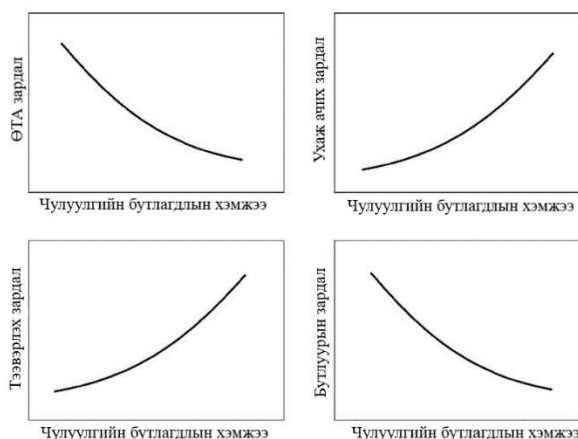 ӨТА зардал
Чулуулгийн бутлагдлын хэмжээ
Ухаж ачих зардал
Чулуулгийн бутлагдлын хэмжээ
Тээвэрлэх зардал
Чулуулгийн бутлагдлын хэмжээ
Бутлуурын зардал
Чулуулгийн бутлагдлын хэмжээ